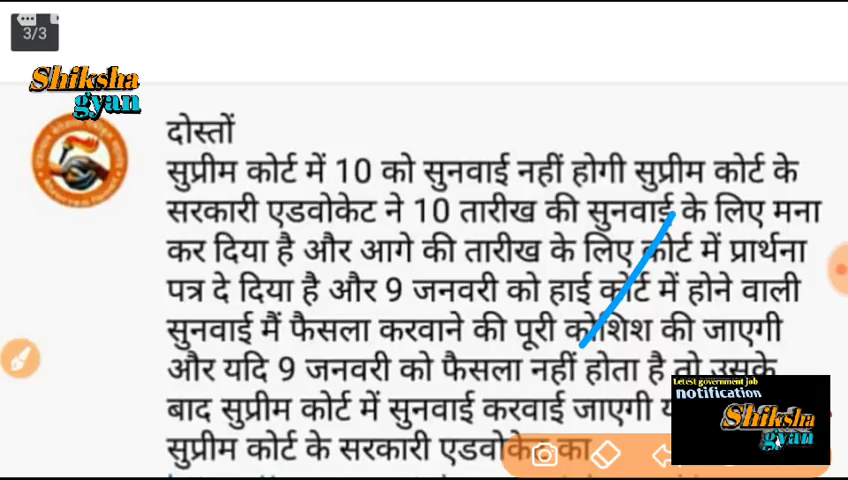 3/3
Shiksha
gyan
दोस्तों
सुप्रीम कोर्ट में 10 को सुनवाई नहीं होगी सुप्रीम कोर्ट के
सरकारी एडवोकेट ने 10 तारीख की सुनवाई के लिए मना
कर दिया है और आगे की तारीख के लिए कोर्ट में प्रार्थना
पत्र दे दिया है और 9 जनवरी को हाई कोर्ट में होने वाली
सुनवाई मैं फैसला करवाने की पूरी कोशिश की जाएगी
और यदि 9 जनवरी को फैसला नहीं होता है तो उसके
बाद सुप्रीम कोर्ट में सुनवाई करवाई जाएगी
सुप्रीम कोर्ट के सरकारी एडवोकेट का
Letest government job
notification
Shiksha
gyan